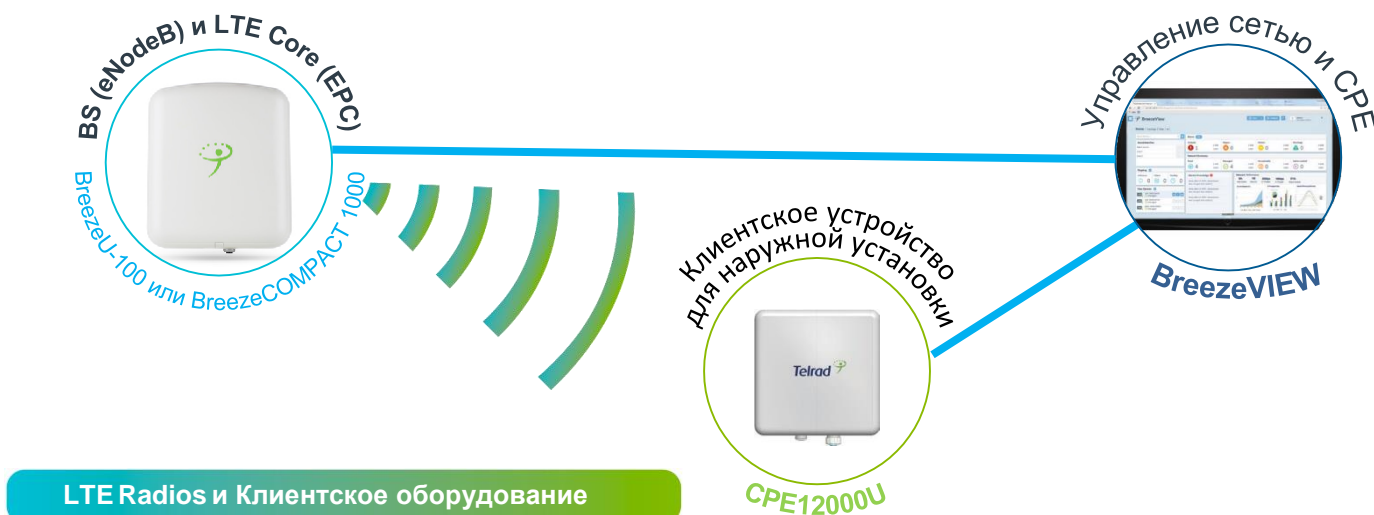 BS (eNodeB) и LTE Core (EPC)
BreezeU-100 или BreezeCOMPACT 1000
Управление сетью и CPE
BreezeView
BreezeVIEW
Клиентское устройство
для наружной установки
Telrad
CPE12000U
LTE Radios и Клиентское оборудование